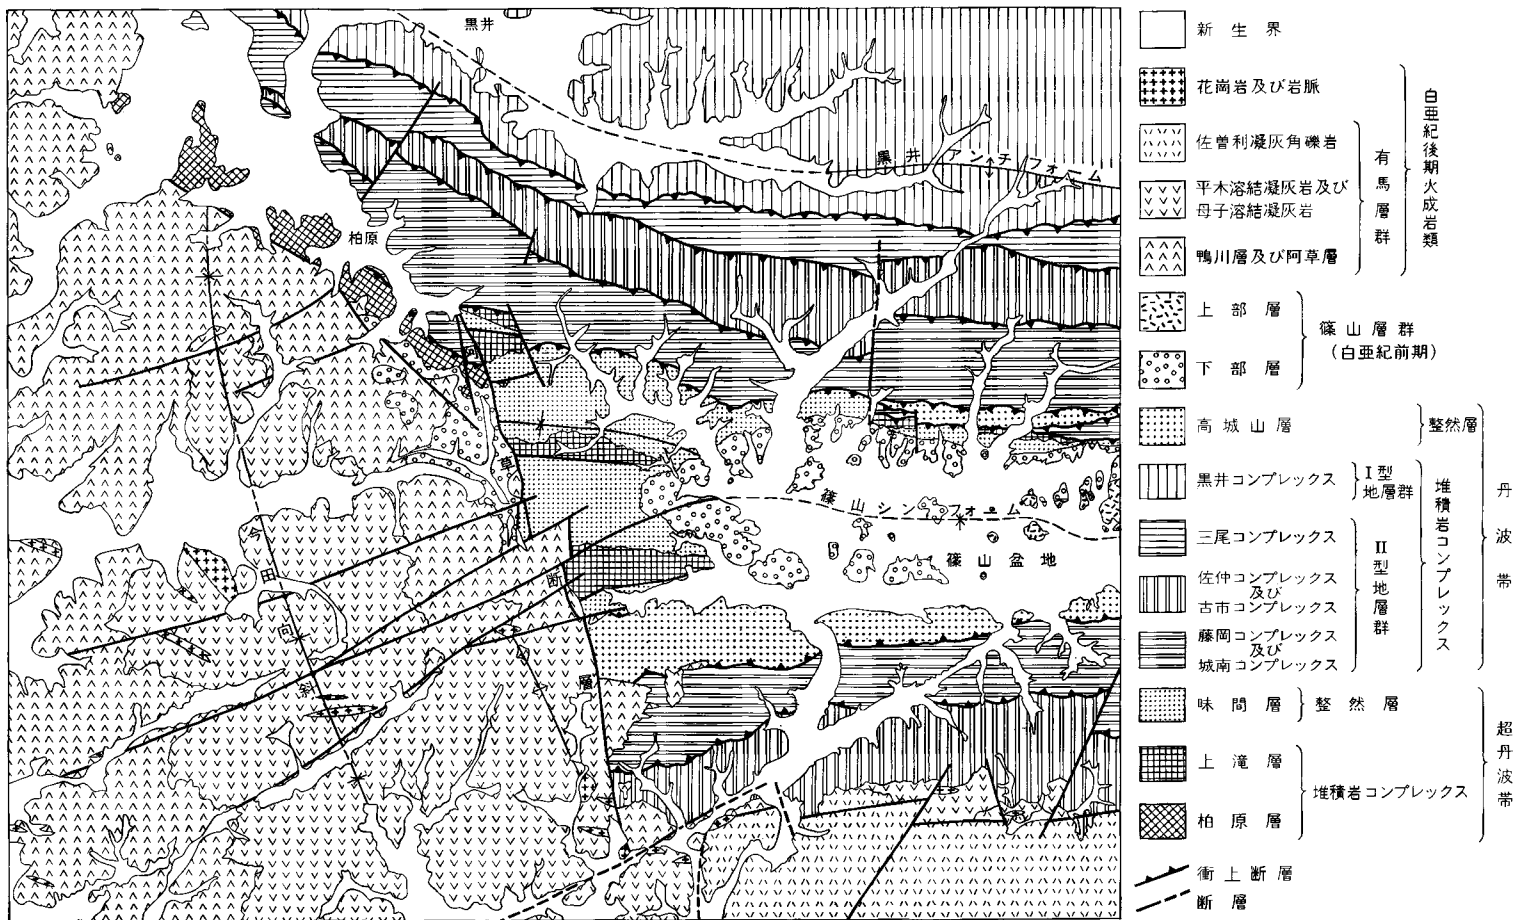 黒井
黒井アンチフォーム
柏原
篠山シンフォーム
篠山盆地
今田向斜
今田断層
新生界
花崗岩及び岩脈
佐曽利凝灰角礫岩
平木溶結凝灰岩及び
母子溶結凝灰岩
鴨川層及び阿草層
有馬層群
白亜紀後期火成岩類
上部層
下部層
篠山層群
(白亜紀前期)
高城山層
整然層
黒井コンプレックス
I型
地層群
三尾コンプレックス
佐仲コンプレックス
及び
古市コンプレックス
藤岡コンプレックス
及び
城南コンプレックス
II型地層群
堆積岩コンプレックス
丹波帯
味間層
整然層
上滝層
柏原層
堆積岩コンプレックス
超丹波帯
衝上断層
断層